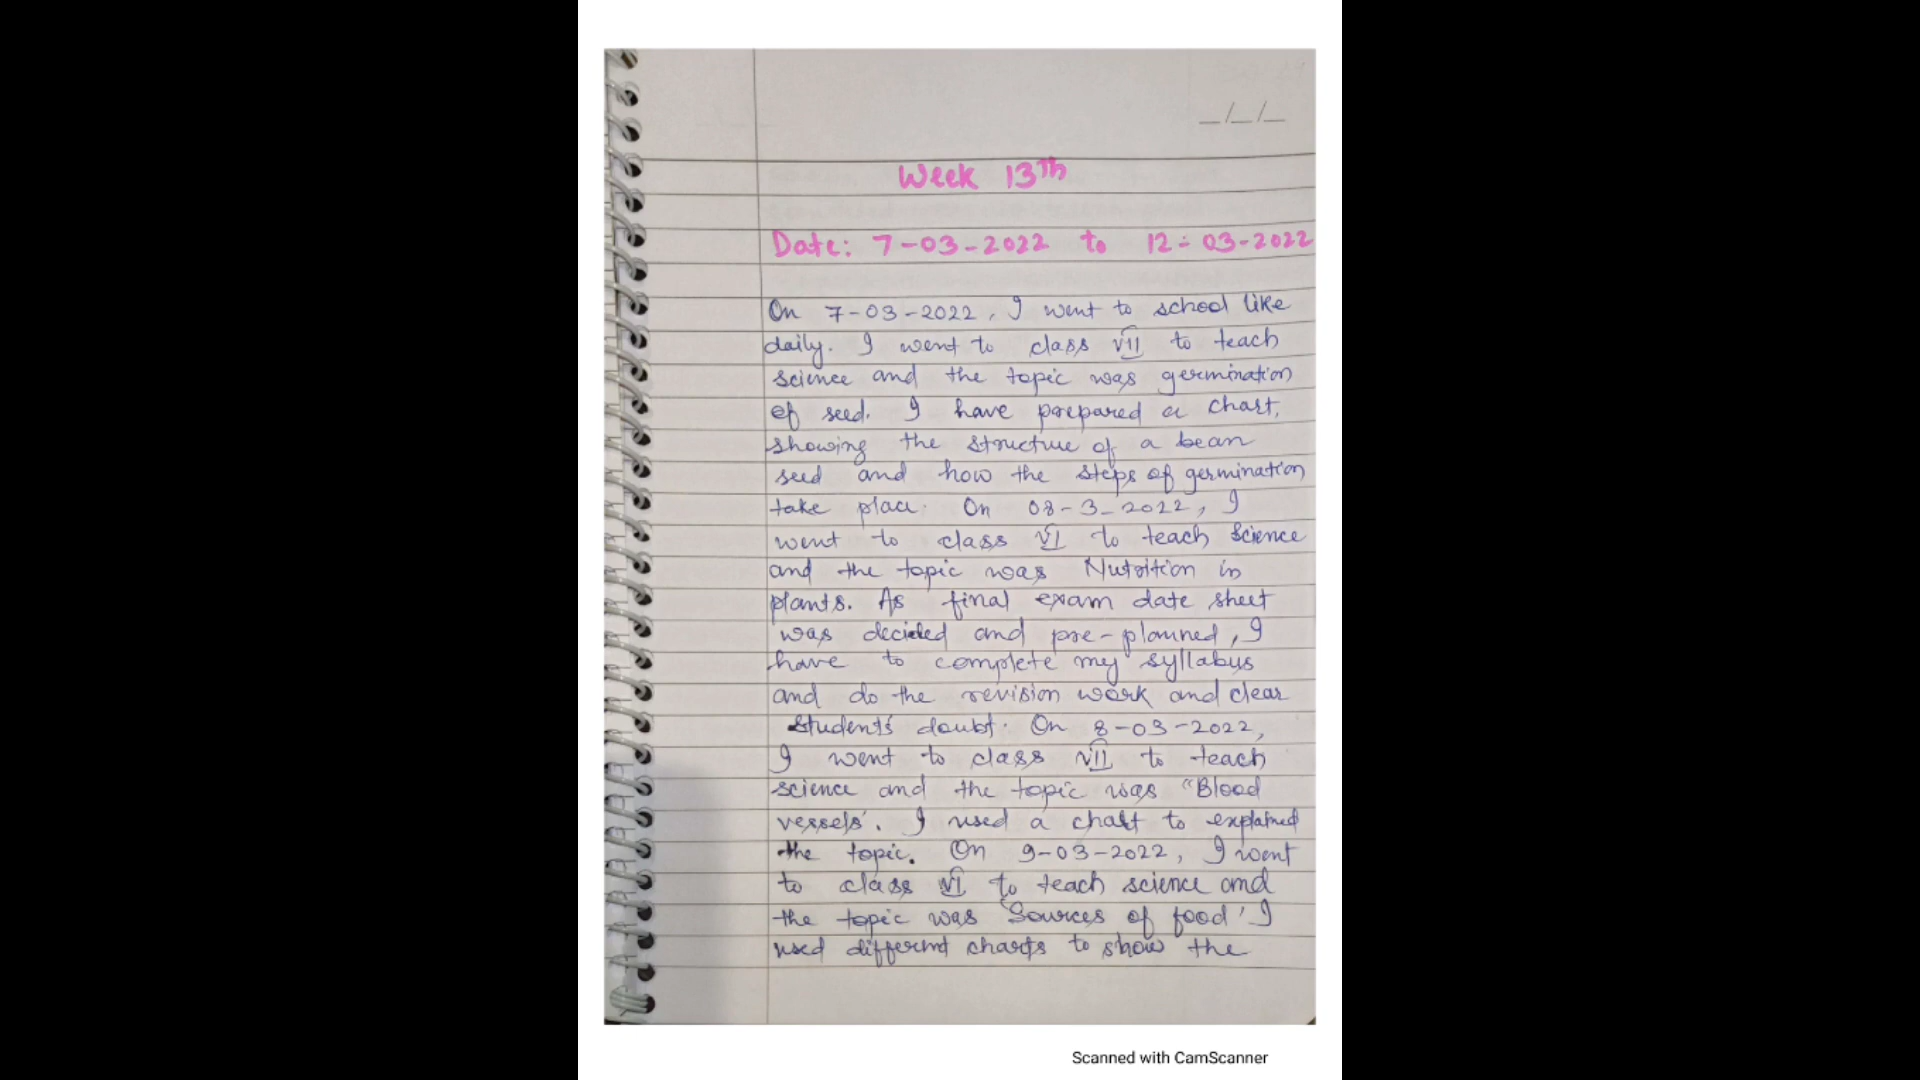 _/_/_
Week 13th
Date: 7-03-2022 to 12-03-2022
On 7-03-2022, I went to school like
daily. I went to class VII to teach
science and the topic was germination
of seed. I have prepared a chart,
showing the structure of a bean
seed and how the steps of germination
take place. On 08-3-2022, I
went to class VI to teach Science
and the topic was Nutrition in
plants. As final exam date sheet
was decided and pre-planned, I
have to complete my syllabus
and do the revision work and clear
students' doubt. On 8-03-2022,
I went to class VII to teach
science and the topic was "Blood
vessels'. I used a chart to explained
the topic. On 9-03-2022, I went
to class VI to teach science and
the topic was 'Sources of food' I
used different charts to show the
Scanned with CamScanner